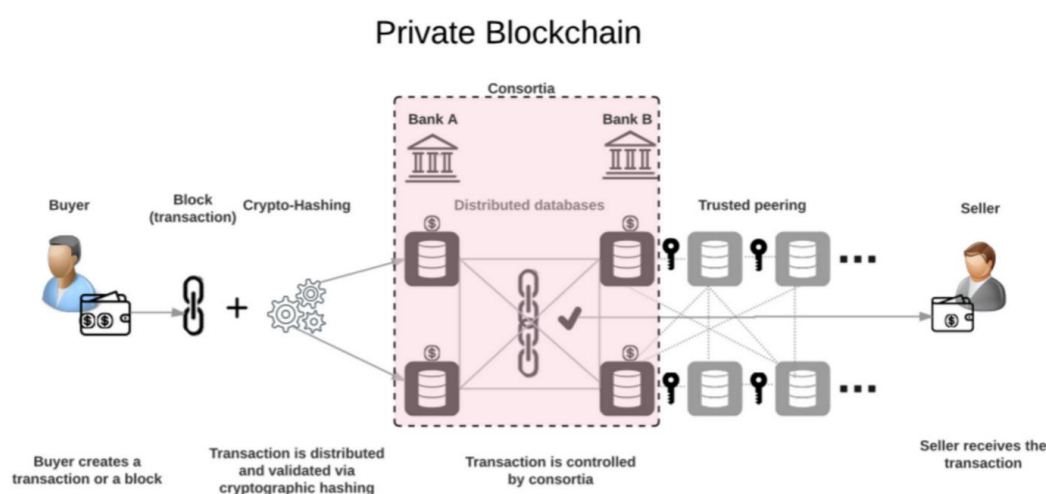 Private Blockchain
Consortia
Bank A
Bank B
Buyer
Block
(transaction)
Crypto-Hashing
Distributed databases
Trusted peering
Seller
$
$
$ $
$
$
$
Buyer creates a
transaction or a block
Transaction is distributed
and validated via
cryptographic hashing
Transaction is controlled
by consortia
Seller receives the
transaction